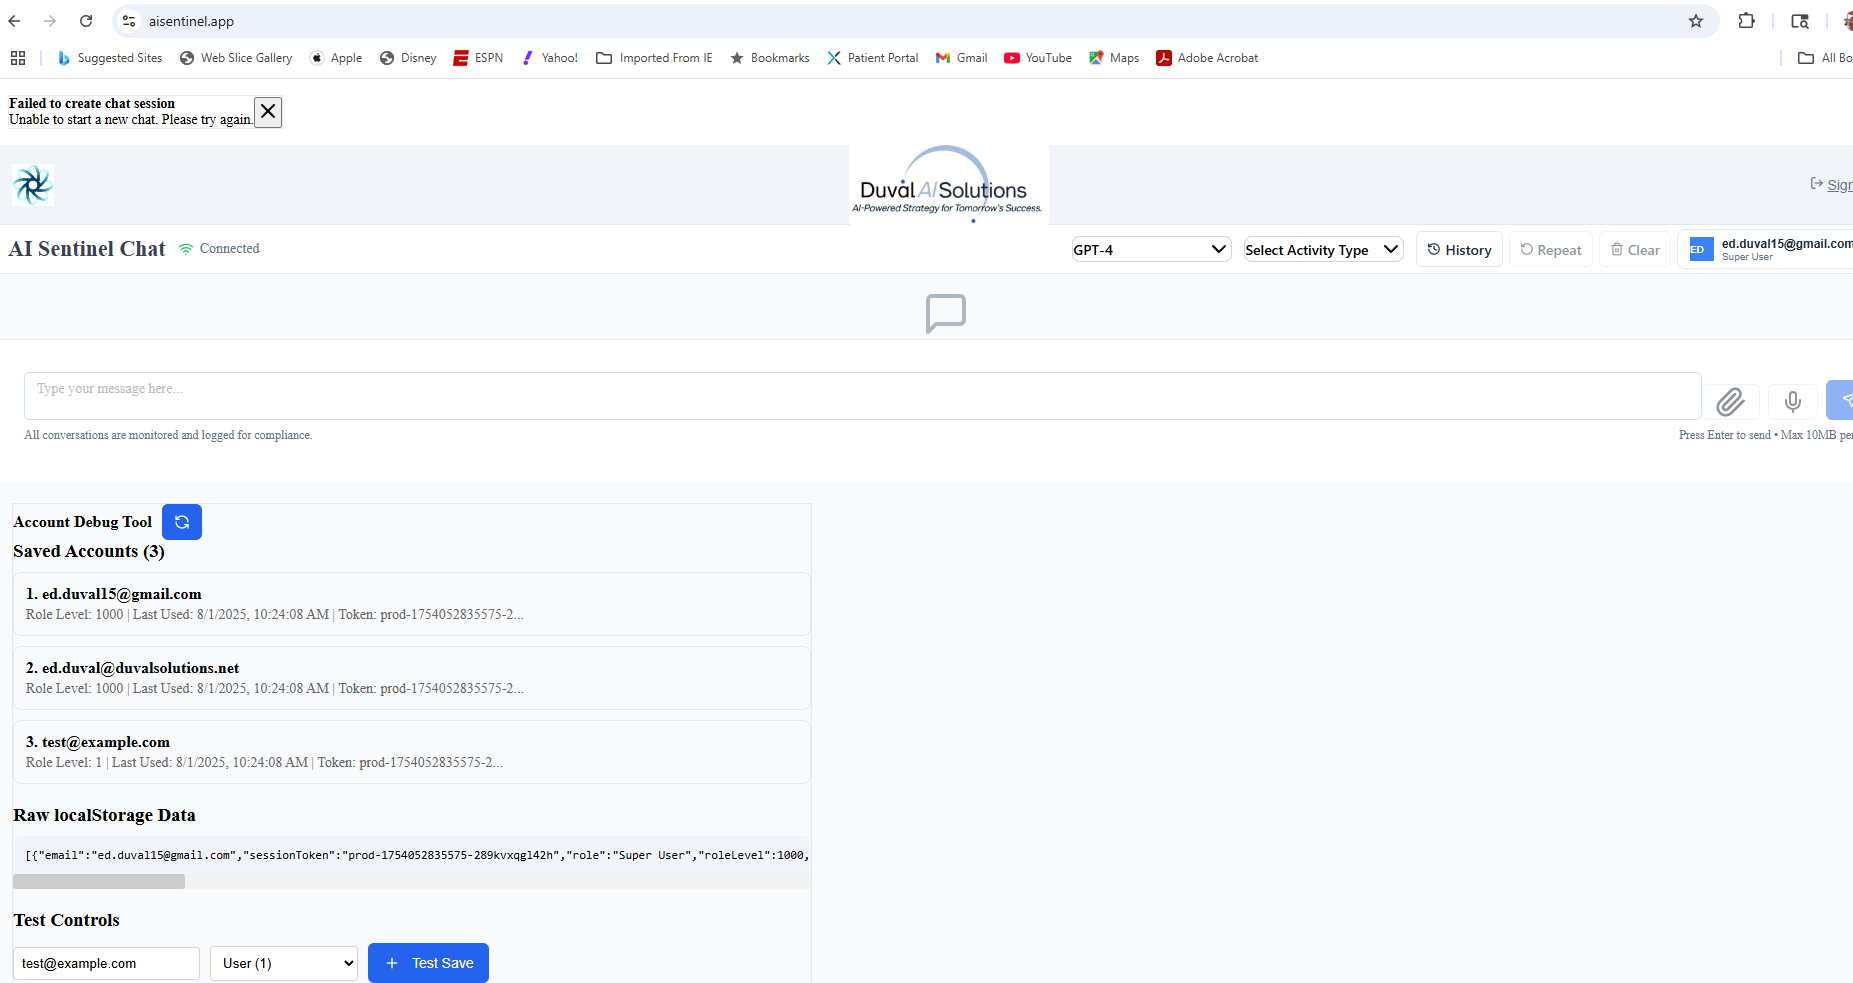 aisentinel.app
Suggested Sites Web Slice Gallery Apple Disney ESPN Yahoo! Imported From IE Bookmarks Patient Portal Gmail YouTube Maps Adobe Acrobat All Bo
Failed to create chat session
Unable to start a new chat. Please try again.
Duval AI Solutions
AI-Powered Strategy for Tomorrow's Success.
Sign
AI Sentinel Chat Connected GPT-4 Select Activity Type History Repeat Clear ED ed.duval15@gmail.com
Super User
Type your message here...
All conversations are monitored and logged for compliance. Press Enter to send • Max 10MB per
Account Debug Tool
Saved Accounts (3)
1. ed.duval15@gmail.com
Role Level: 1000 | Last Used: 8/1/2025, 10:24:08 AM | Token: prod-1754052835575-2...
2. ed.duval@duvalsolutions.net
Role Level: 1000 | Last Used: 8/1/2025, 10:24:08 AM | Token: prod-1754052835575-2...
3. test@example.com
Role Level: 1 | Last Used: 8/1/2025, 10:24:08 AM | Token: prod-1754052835575-2...
Raw localStorage Data
[{"email":"ed.duval15@gmail.com","sessionToken":"prod-1754052835575-289kvxqgl42h","role":"Super User","roleLevel":1000,
Test Controls
test@example.com User (1) + Test Save